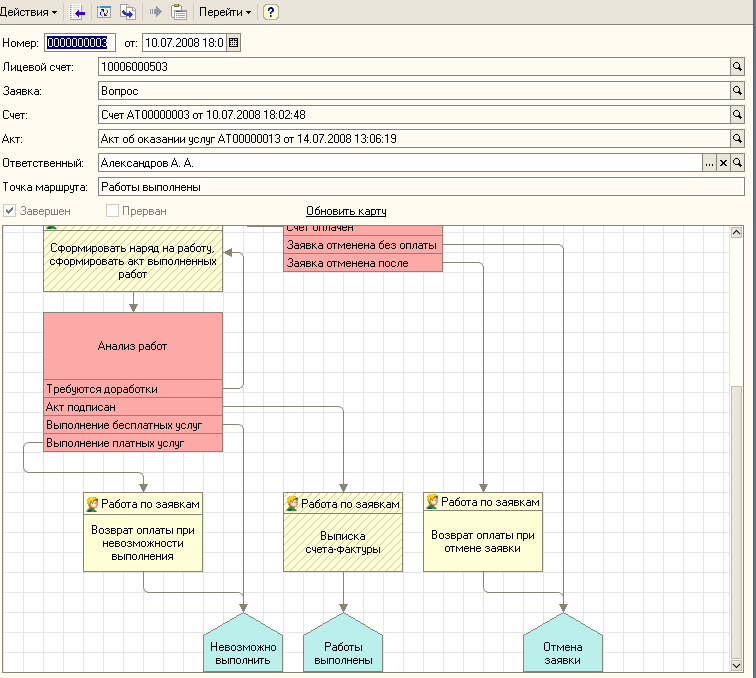 Действия
Перейти
?
Номер: 0000000003 от: 10.07.2008 18:0
Лицевой счет: 10006000503
Заявка: Вопрос
Счет: Счет АТ00000003 от 10.07.2008 18:02:48
Акт: Акт об оказании услуг АТ00000013 от 14.07.2008 13:06:19
Ответственный: Александров А. А. ... ×
Точка маршрута: Работы выполнены
Завершен Прерван Обновить карту
Счет оплачен
Заявка отменена без оплаты
Заявка отменена после
Сформировать наряд на работу,
сформировать акт выполненных
работ
Анализ работ
Требуются доработки
Акт подписан
Выполнение бесплатных услуг
Выполнение платных услуг
Работа по заявкам
Возврат оплаты при
невозможности
выполнения
Работа по заявкам
Выписка
счета-фактуры
Работа по заявкам
Возврат оплаты при
отмене заявки
Невозможно
выполнить
Работы
выполнены
Отмена
заявки